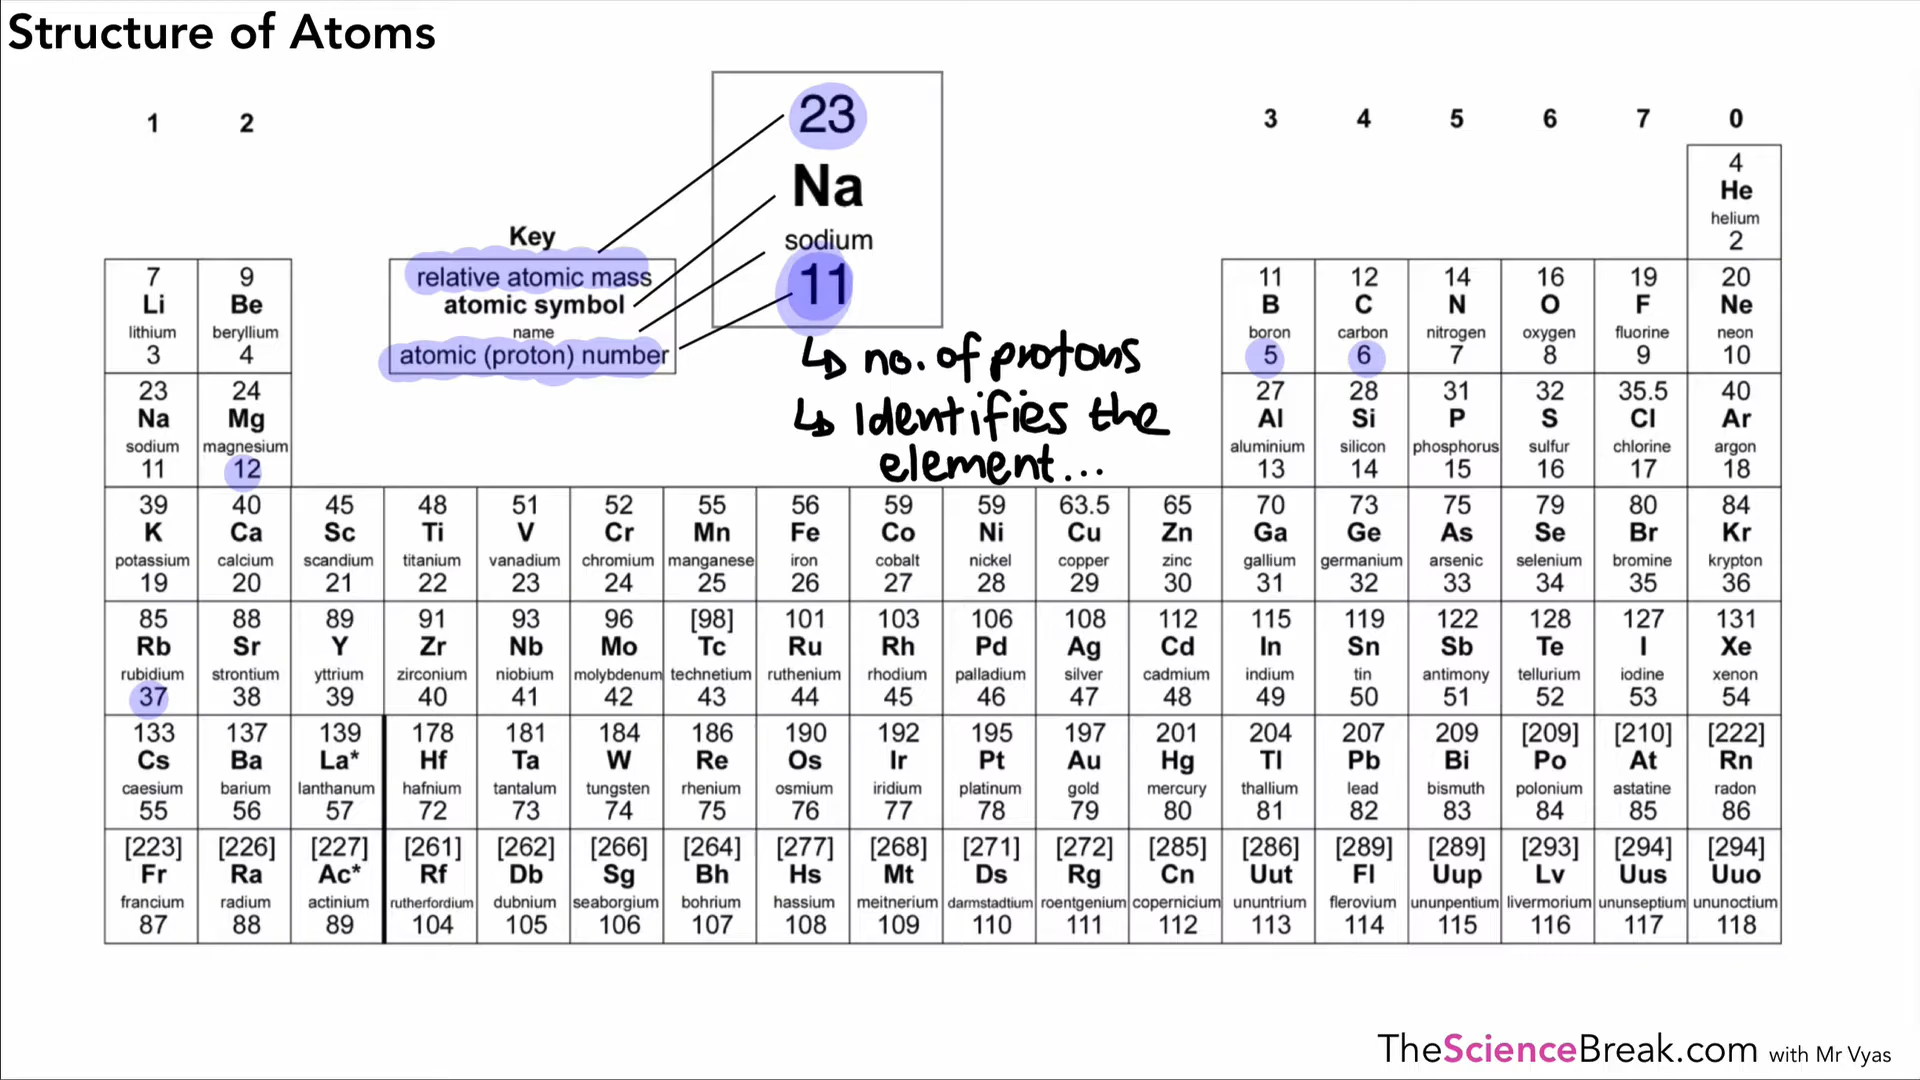 Structure of Atoms
1 2 3 4 5 6 7 0
23
Na
sodium
11
Key
relative atomic mass
atomic symbol
name
atomic (proton) number
↳ no. of protons
↳ Identifies the
element...
4
He
helium
2
7 9 11 12 14 16 19 20
Li Be B C N O F Ne
lithium beryllium boron carbon nitrogen oxygen fluorine neon
3 4 5 6 7 8 9 10
23 24 27 28 31 32 35.5 40
Na Mg Al Si P S Cl Ar
sodium magnesium aluminium silicon phosphorus sulfur chlorine argon
11 12 13 14 15 16 17 18
39 40 45 48 51 52 55 56 59 59 63.5 65 70 73 75 79 80 84
K Ca Sc Ti V Cr Mn Fe Co Ni Cu Zn Ga Ge As Se Br Kr
potassium calcium scandium titanium vanadium chromium manganese iron cobalt nickel copper zinc gallium germanium arsenic selenium bromine krypton
19 20 21 22 23 24 25 26 27 28 29 30 31 32 33 34 35 36
85 88 89 91 93 96 [98] 101 103 106 108 112 115 119 122 128 127 131
Rb Sr Y Zr Nb Mo Tc Ru Rh Pd Ag Cd In Sn Sb Te I Xe
rubidium strontium yttrium zirconium niobium molybdenum technetium ruthenium rhodium palladium silver cadmium indium tin antimony tellurium iodine xenon
37 38 39 40 41 42 43 44 45 46 47 48 49 50 51 52 53 54
133 137 139 178 181 184 186 190 192 195 197 201 204 207 209 [209] [210] [222]
Cs Ba La* Hf Ta W Re Os Ir Pt Au Hg Tl Pb Bi Po At Rn
caesium barium lanthanum hafnium tantalum tungsten rhenium osmium iridium platinum gold mercury thallium lead bismuth polonium astatine radon
55 56 57 72 73 74 75 76 77 78 79 80 81 82 83 84 85 86
[223] [226] [227] [261] [262] [266] [264] [277] [268] [271] [272] [285] [286] [289] [289] [293] [294] [294]
Fr Ra Ac* Rf Db Sg Bh Hs Mt Ds Rg Cn Uut Fl Uup Lv Uus Uuo
francium radium actinium rutherfordium dubnium seaborgium bohrium hassium meitnerium darmstadtium roentgenium copernicium ununtrium flerovium ununpentium livermorium ununseptium ununoctium
87 88 89 104 105 106 107 108 109 110 111 112 113 114 115 116 117 118
TheScienceBreak.com with Mr Vyas